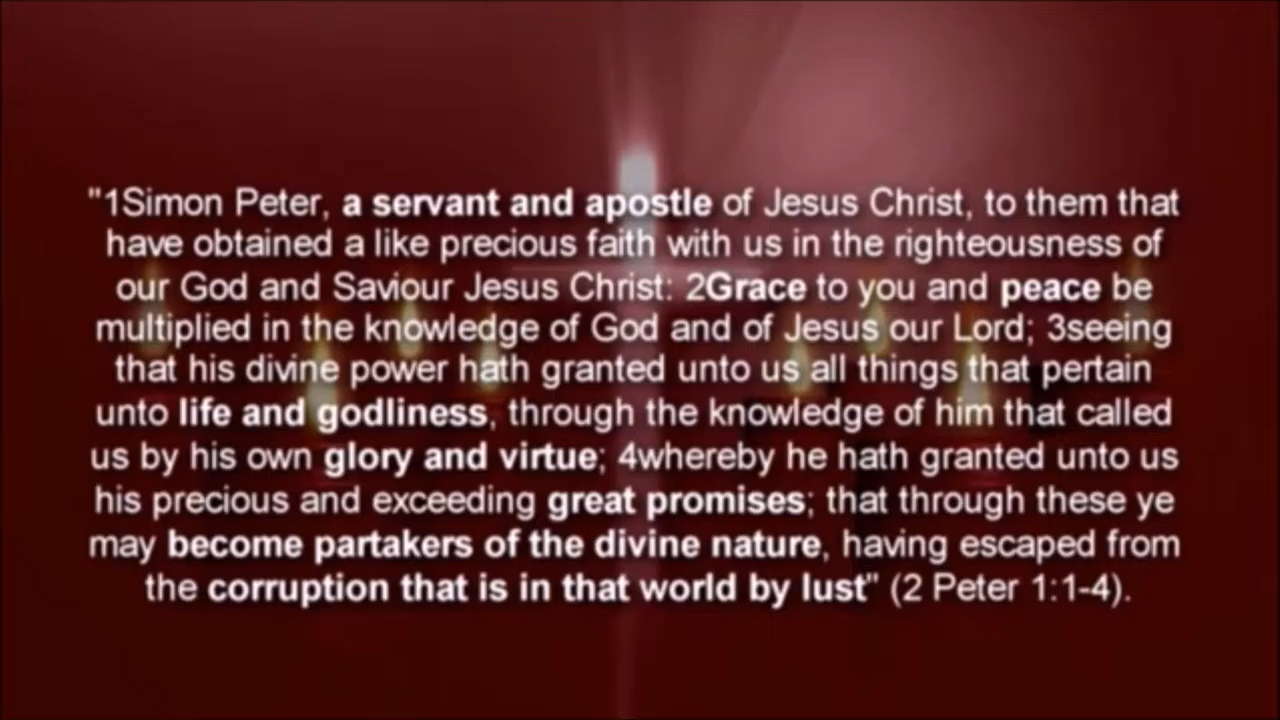 "1Simon Peter, a servant and apostle of Jesus Christ, to them that
have obtained a like precious faith with us in the righteousness of
our God and Saviour Jesus Christ: 2Grace to you and peace be
multiplied in the knowledge of God and of Jesus our Lord; 3seeing
that his divine power hath granted unto us all things that pertain
unto life and godliness, through the knowledge of him that called
us by his own glory and virtue; 4whereby he hath granted unto us
his precious and exceeding great promises; that through these ye
may become partakers of the divine nature, having escaped from
the corruption that is in that world by lust" (2 Peter 1:1-4).